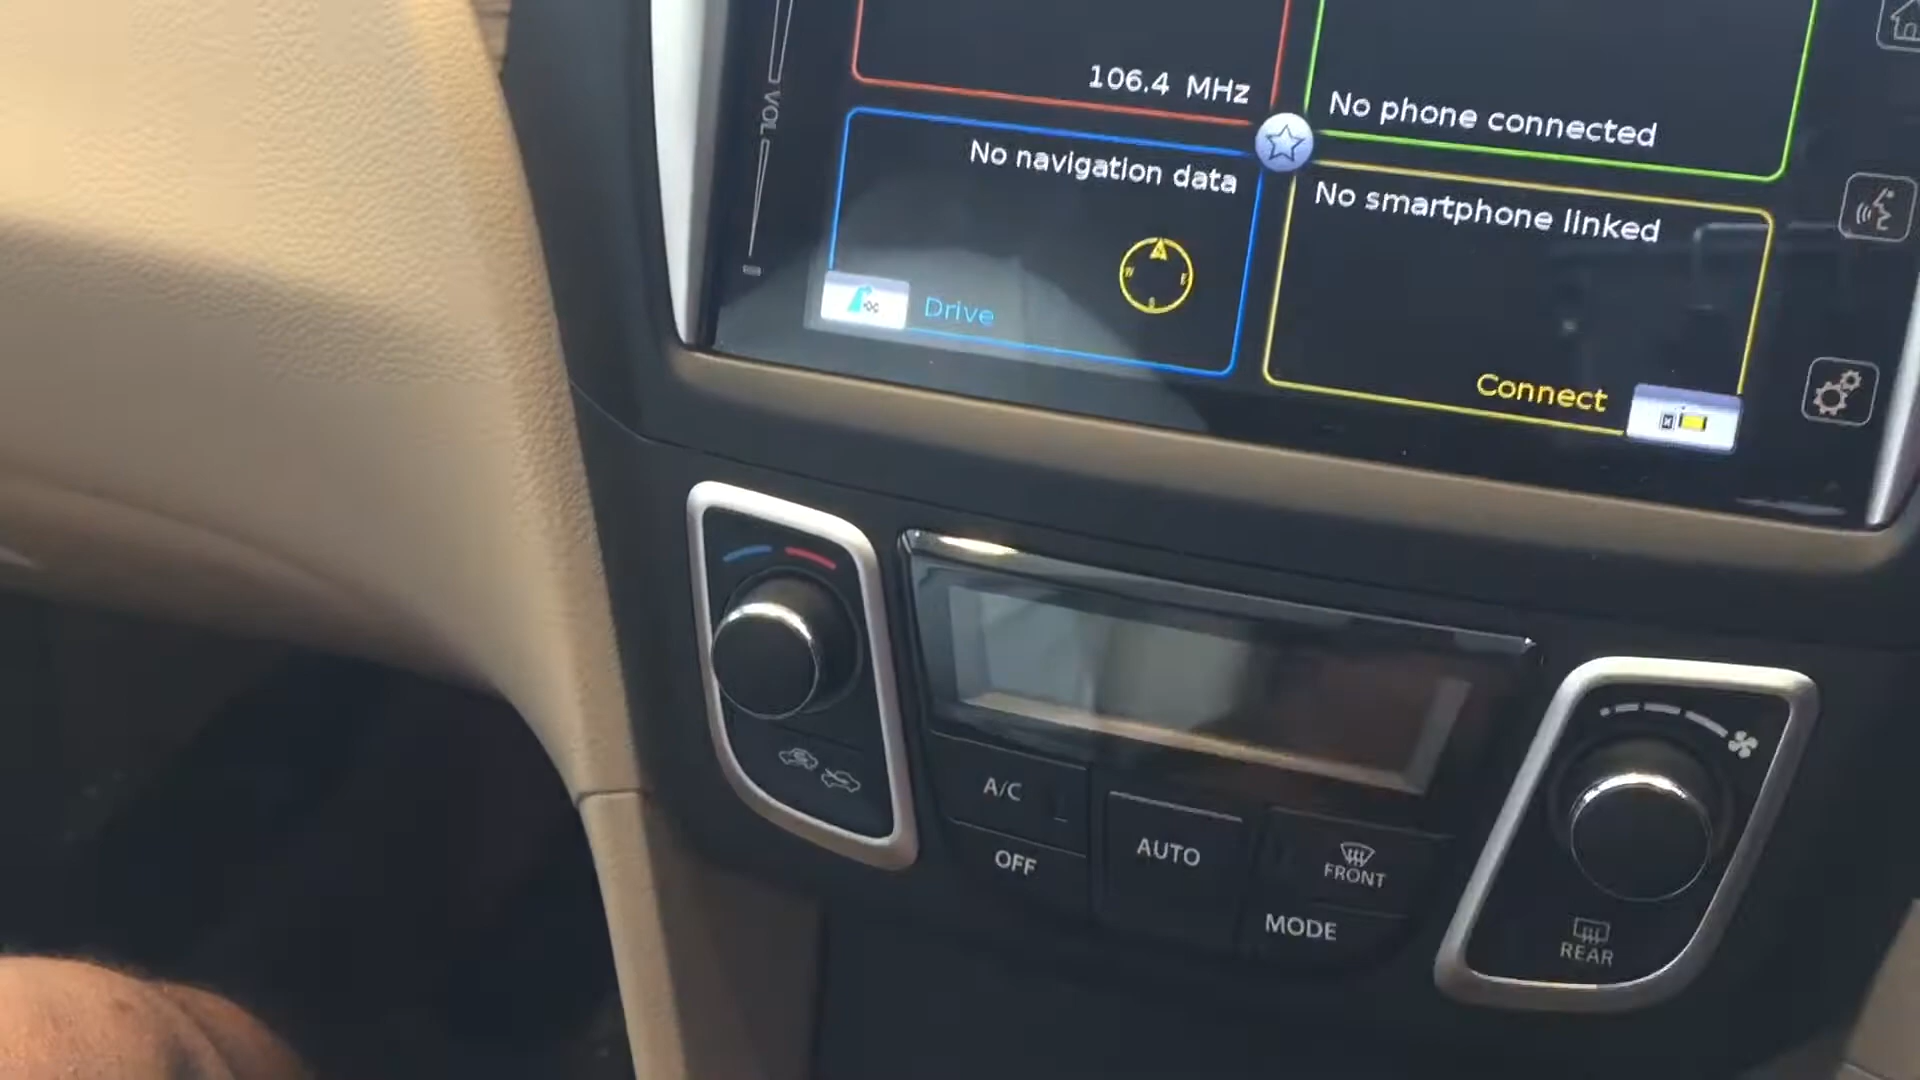 VOL
106.4 MHz
No phone connected
No navigation data
No smartphone linked
Drive
Connect
A/C
OFF
AUTO
FRONT
MODE
REAR